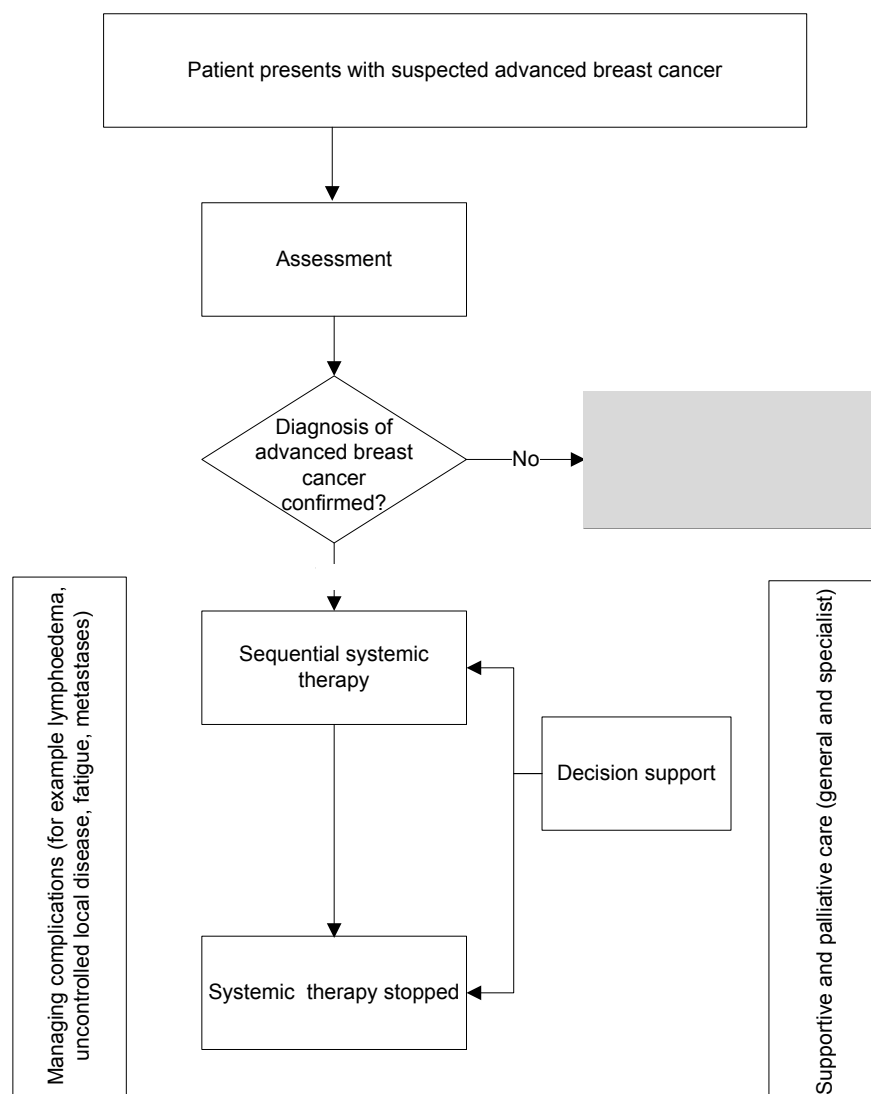 Patient presents with suspected advanced breast cancer
Assessment
Diagnosis of
advanced breast
cancer
confirmed?
No
Managing complications (for example lymphoedema,
uncontrolled local disease, fatigue, metastases)
Sequential systemic
therapy
Decision support
Systemic therapy stopped
Supportive and palliative care (general and specialist)